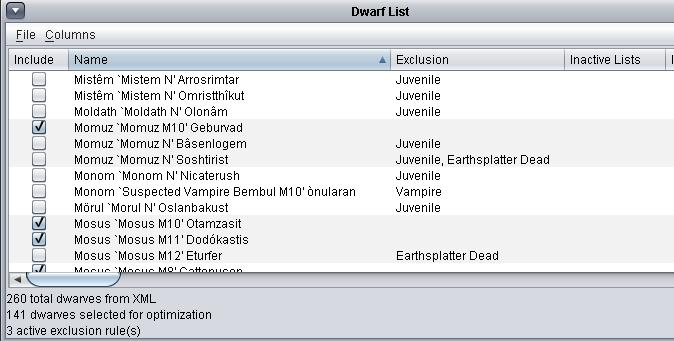 Dwarf List
File Columns
Include Name Exclusion Inactive Lists
Mistêm `Mistem N' Arrosrimtar Juvenile
Mistêm `Mistem N' Omristthîkut Juvenile
Moldath `Moldath N' Olonâm Juvenile
Momuz `Momuz M10' Geburvad
Momuz `Momuz N' Bâsenlogem Juvenile
Momuz `Momuz N' Soshtirist Juvenile, Earthsplatter Dead
Monom `Monom N' Nicaterush Juvenile
Monom `Suspected Vampire Bembul M10' ònularan Vampire
Mörul `Morul N' Oslanbakust Juvenile
Mosus `Mosus M10' Otamzasit
Mosus `Mosus M11' Dodókastis
Mosus `Mosus M12' Eturfer Earthsplatter Dead
Mosus `Mosus M8'
260 total dwarves from XML
141 dwarves selected for optimization
3 active exclusion rule(s)